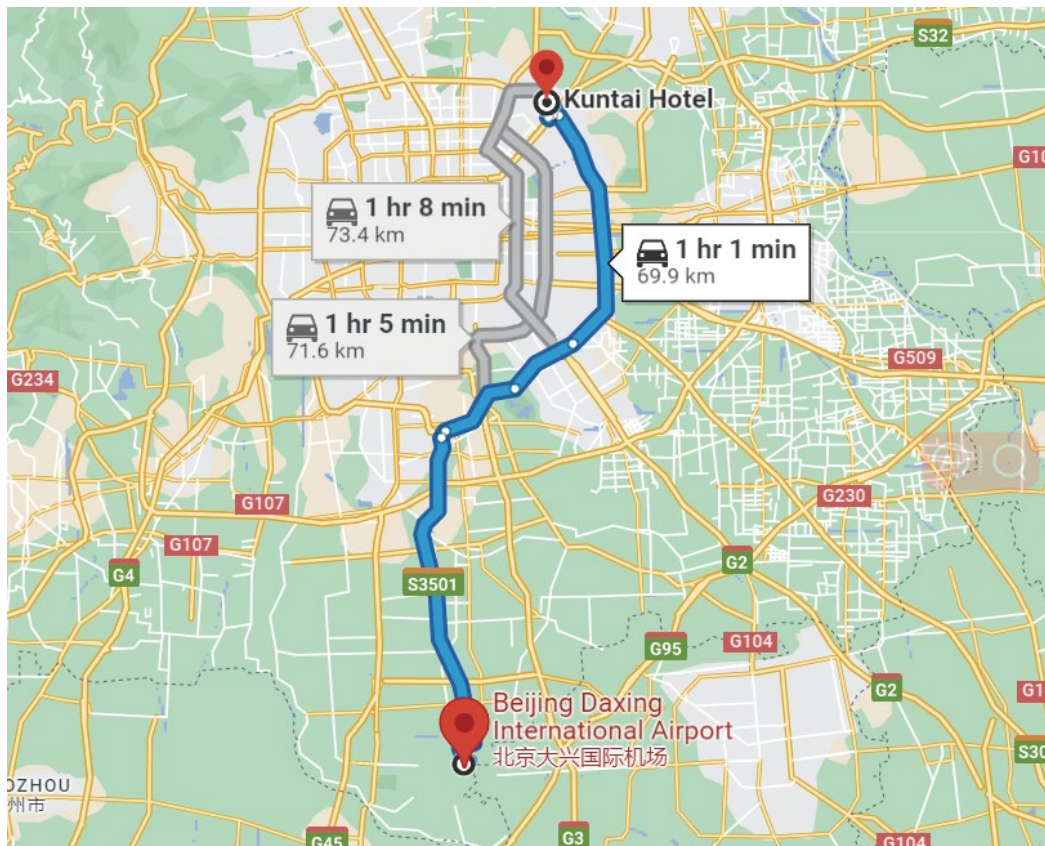 S32
Kuntai Hotel
G10
1 hr 8 min
73.4 km
1 hr 1 min
69.9 km
1 hr 5 min
71.6 km
G509
G234
G107
G230
G107
G4
G2
S3501
G104
G95
G2
G1
Beijing Daxing
International Airport
北京大兴国际机场
S30
OZHOU
州市
G45
G3
G104